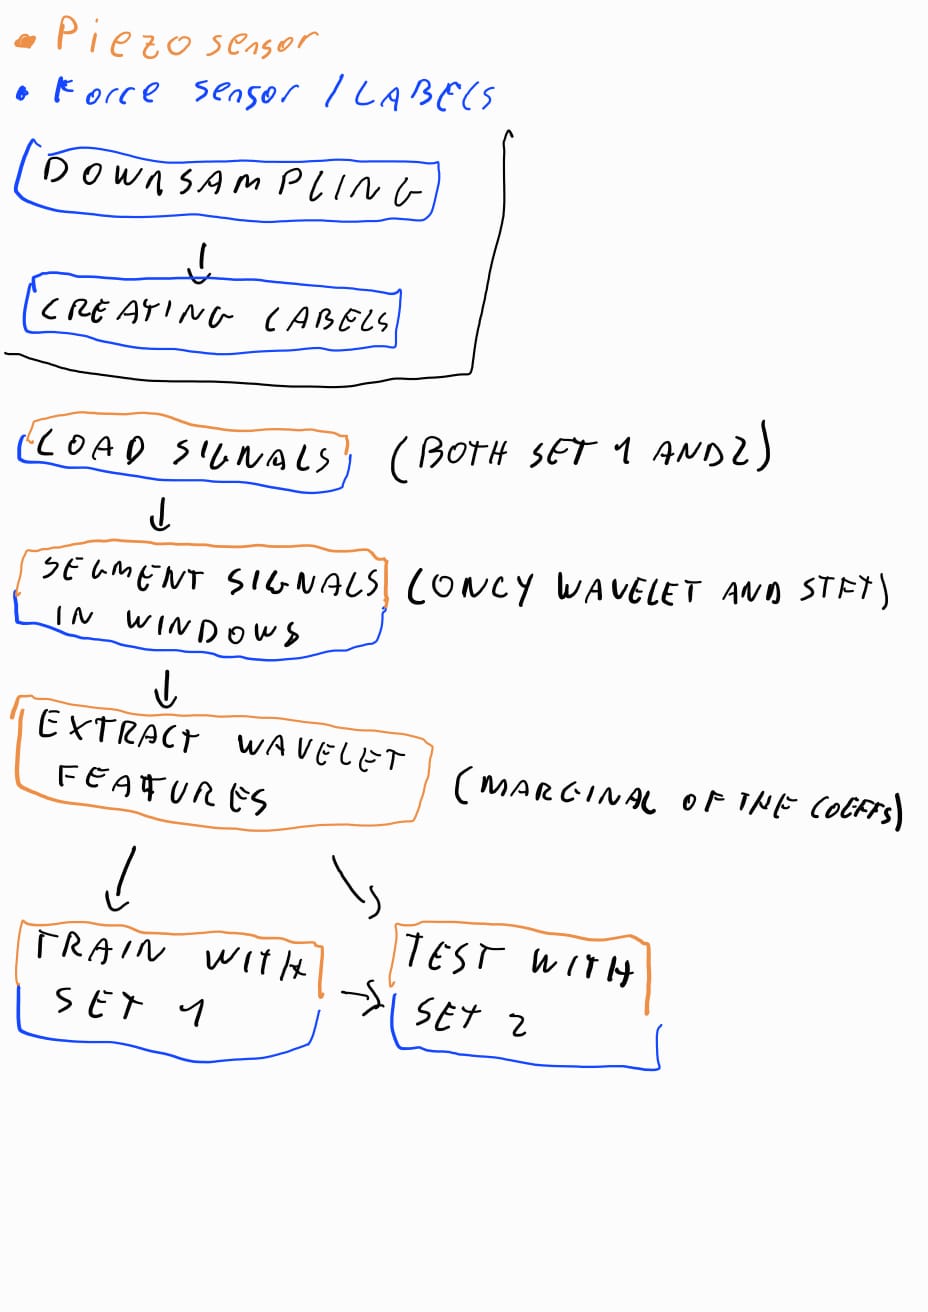 Piezo sensor
Force sensor / LABELS
DOWNSAMPLING
CREATING LABELS
LOAD SIGNALS (BOTH SET 1 AND 2)
SEGMENT SIGNALS (ONLY WAVELET AND STFT)
IN WINDOWS
EXTRACT WAVELET
FEATURES (MARGINAL OF THE COEFFS)
TRAIN WITH
SET 1
TEST WITH
SET 2